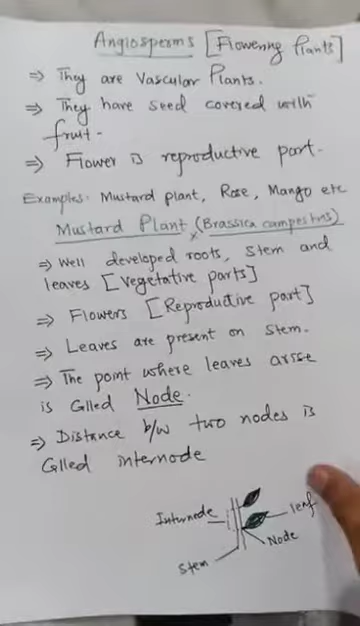 Angiosperms [Flowering Plants]
⇒ They are Vascular Plants.
⇒ They have seed covered with
fruit.
⇒ Flower is reproductive part.
Examples: Mustard plant, Rose, Mango etc
Mustard Plant (Brassica campestris)
⇒ Well developed roots, stem and
leaves [Vegetative parts]
⇒ Flowers [Reproductive part]
⇒ Leaves are present on stem.
⇒ The point where leaves arise
is Called Node.
⇒ Distance b/w two nodes is
Called internode
Internode
leaf
Node
Stem